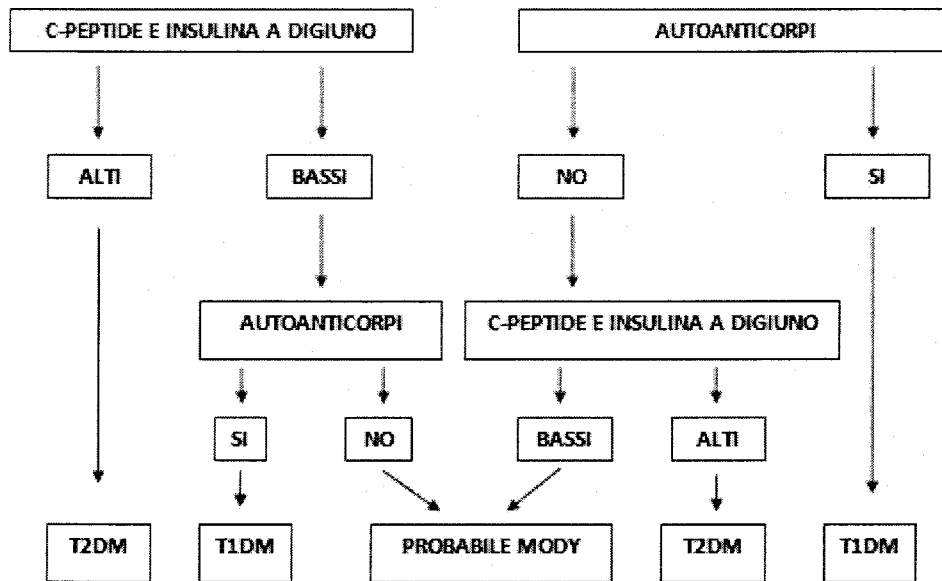 C-PEPTIDE E INSULINA A DIGIUNO
AUTOANTICORPI
ALTI
BASSI
NO
SI
AUTOANTICORPI
C-PEPTIDE E INSULINA A DIGIUNO
SI
NO
BASSI
ALTI
T2DM
T1DM
PROBABILE MODY
T2DM
T1DM